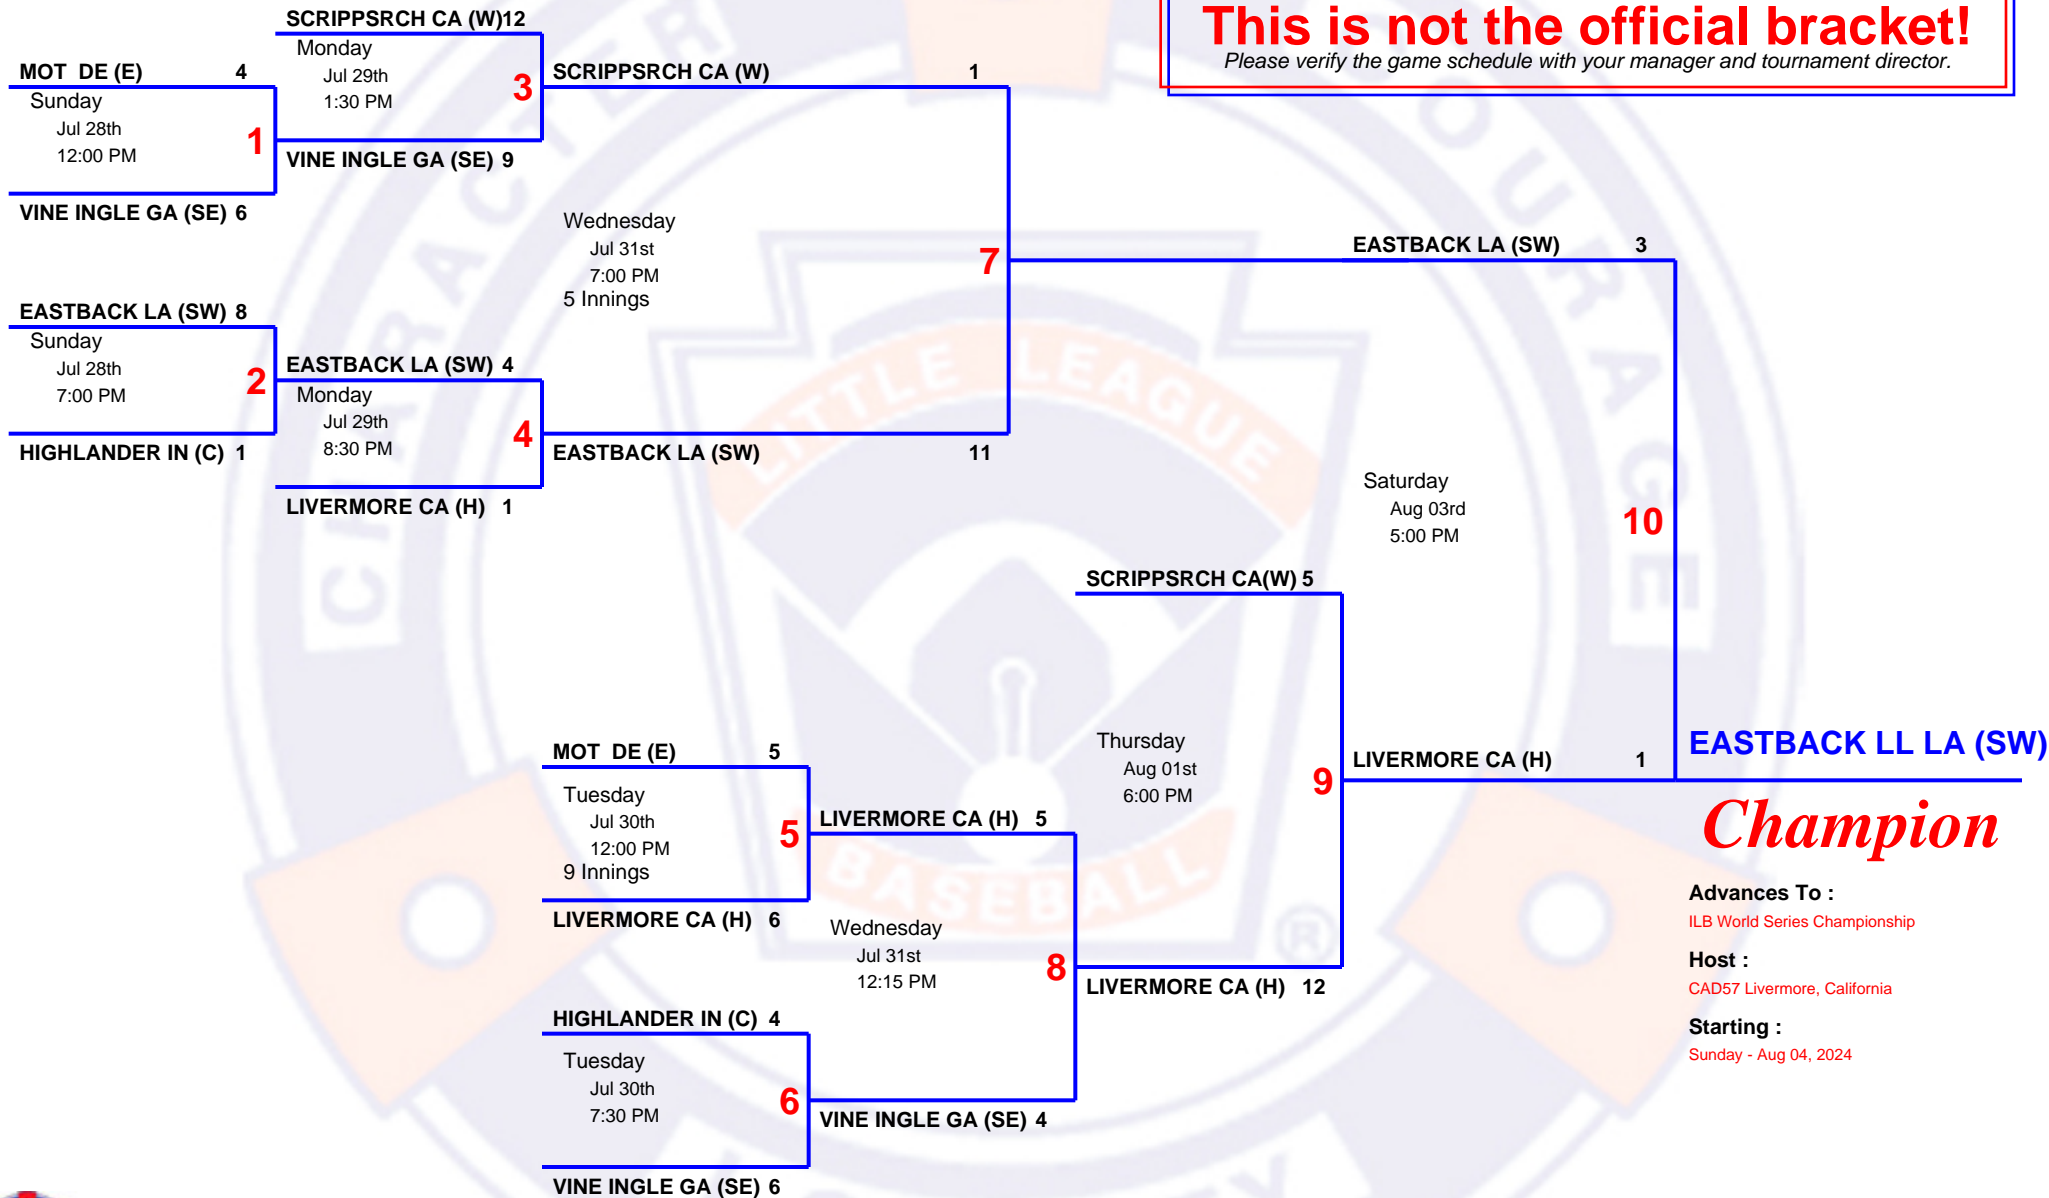 This is not the official bracket!
Please verify the game schedule with your manager and tournament director.
SCRIPPSRCH CA (W)12
Monday
Jul 29th
1:30 PM
3
VINE INGLE GA (SE) 9
MOT  DE (E) 4
Sunday
Jul 28th
12:00 PM
1
VINE INGLE GA (SE) 6
SCRIPPSRCH CA (W) 1
Wednesday
Jul 31st
7:00 PM
5 Innings
7
EASTBACK LA (SW) 11
EASTBACK LA (SW) 8
Sunday
Jul 28th
7:00 PM
2
HIGHLANDER IN (C) 1
EASTBACK LA (SW) 4
Monday
Jul 29th
8:30 PM
4
LIVERMORE CA (H) 1
EASTBACK LA (SW) 3
Saturday
Aug 03rd
5:00 PM
10
LIVERMORE CA (H) 1
SCRIPPSRCH CA(W) 5
Thursday
Aug 01st
6:00 PM
9
LIVERMORE CA (H) 12
MOT  DE (E) 5
Tuesday
Jul 30th
12:00 PM
9 Innings
5
LIVERMORE CA (H) 6
LIVERMORE CA (H) 5
Wednesday
Jul 31st
12:15 PM
8
VINE INGLE GA (SE) 4
HIGHLANDER IN (C) 4
Tuesday
Jul 30th
7:30 PM
6
VINE INGLE GA (SE) 6
EASTBACK LL LA (SW)
Champion
Advances To :
ILB World Series Championship
Host :
CAD57 Livermore, California
Starting :
Sunday - Aug 04, 2024
CHARACTER
COURAGE
LITTLE LEAGUE
BASEBALL
®